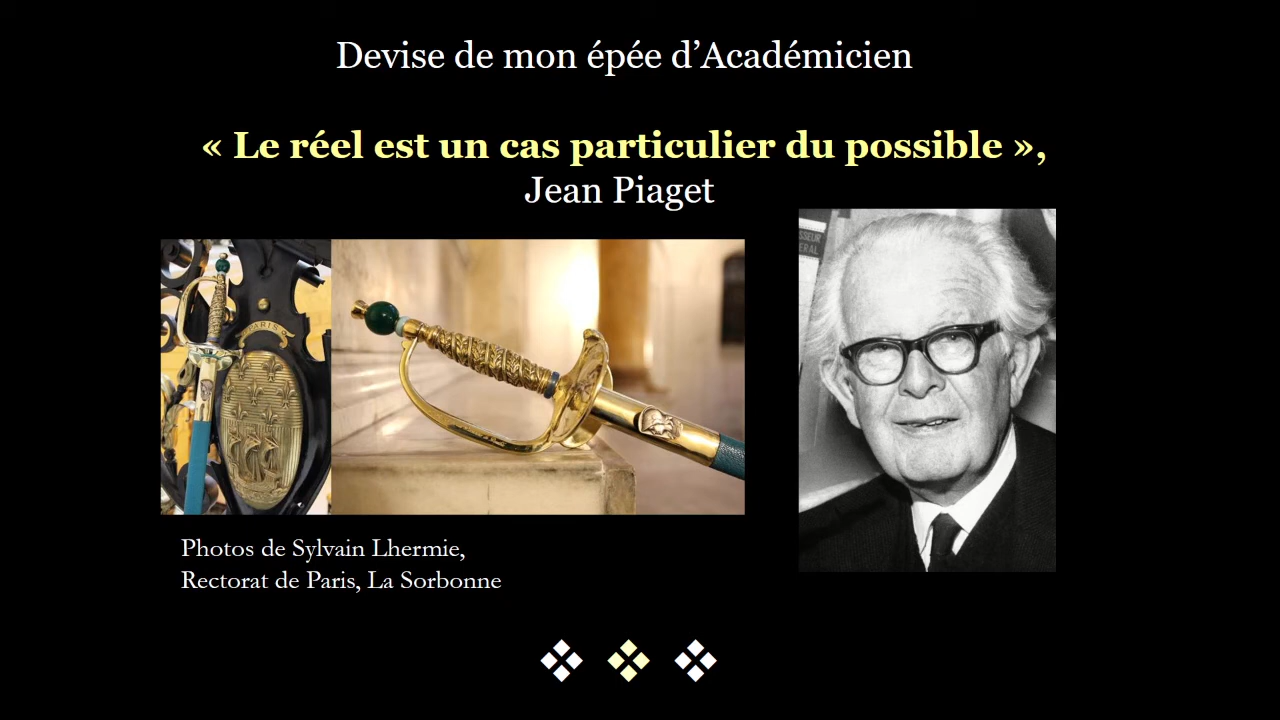 Devise de mon épée d’Académicien
« Le réel est un cas particulier du possible »,
Jean Piaget
PARIS
Photos de Sylvain Lhermie,
Rectorat de Paris, La Sorbonne